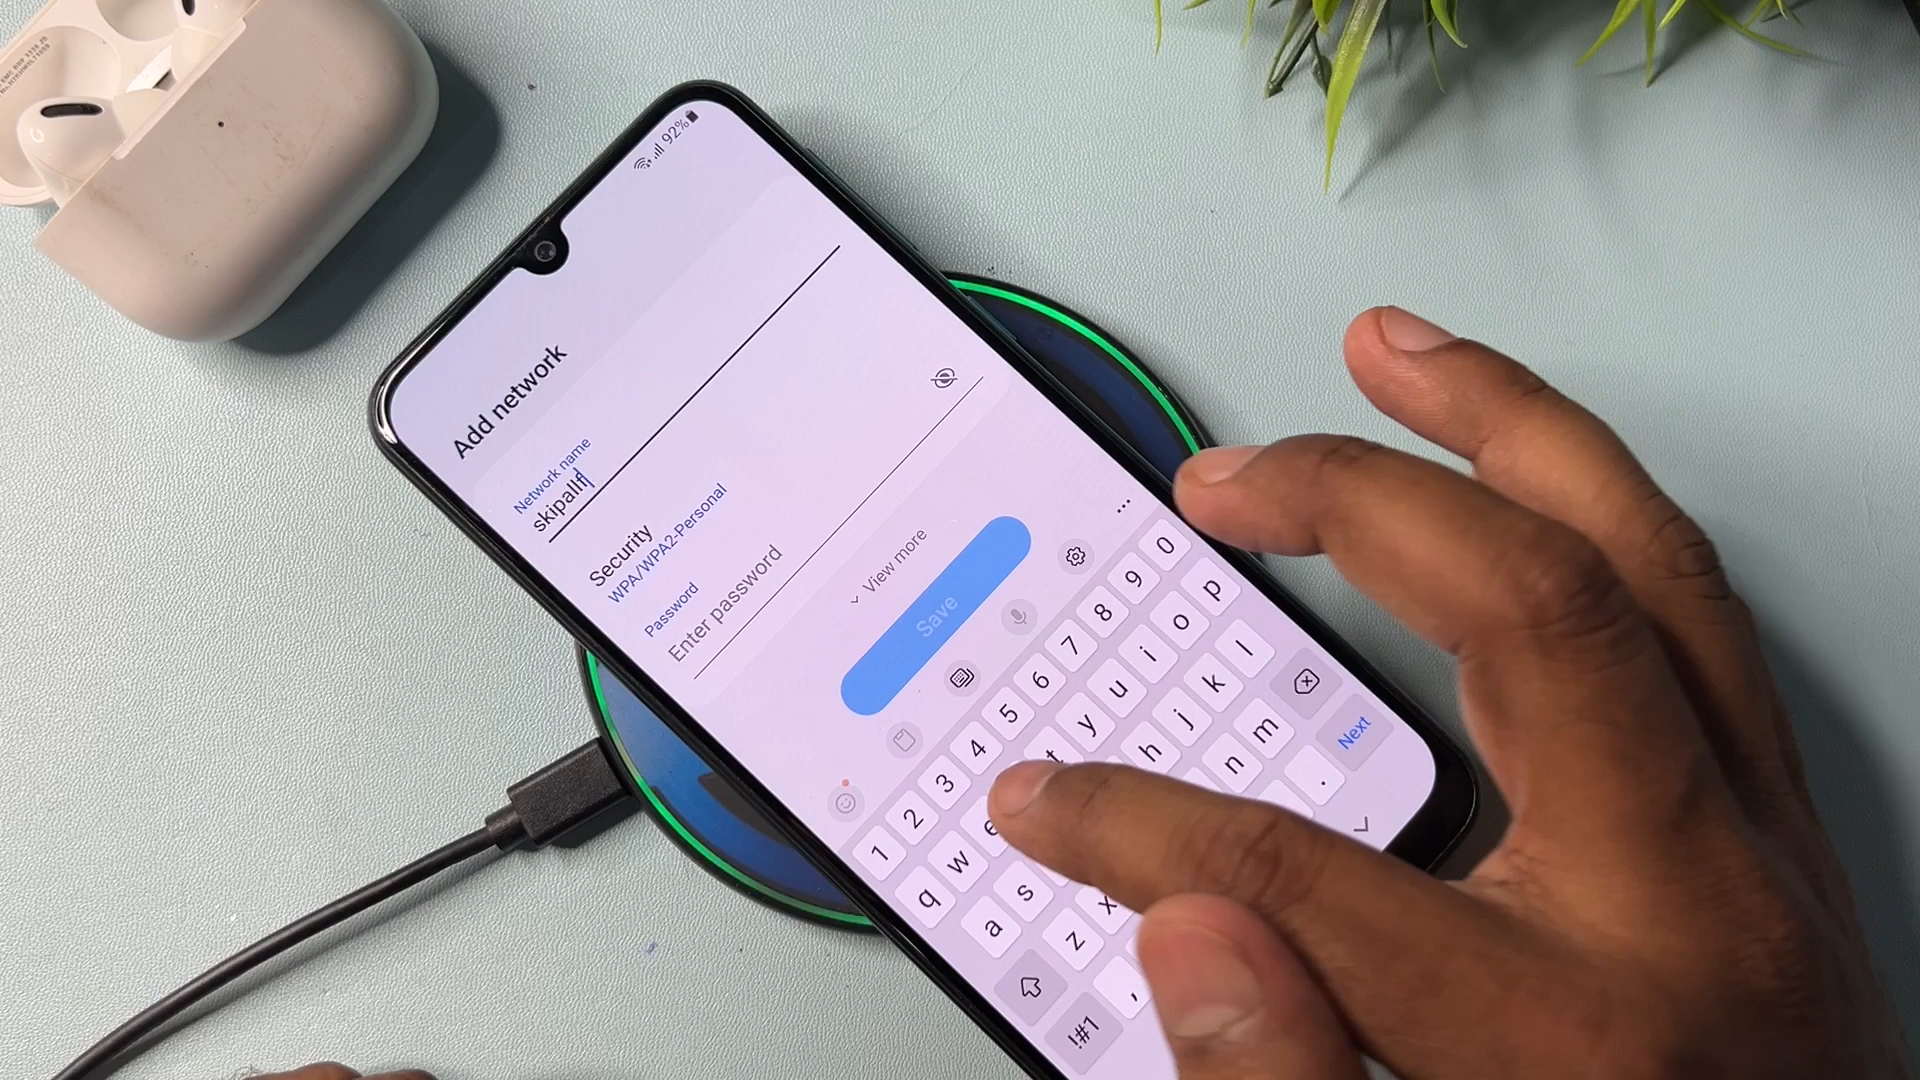 92%
Add network
Network name
skipallf
Security
WPA/WPA2-Personal
Password
Enter password
View more
Save
1 2 3 4 5 6 7 8 9 0
q w e t y u i o p
a s h j k l
z x n m
!#1 , . Next